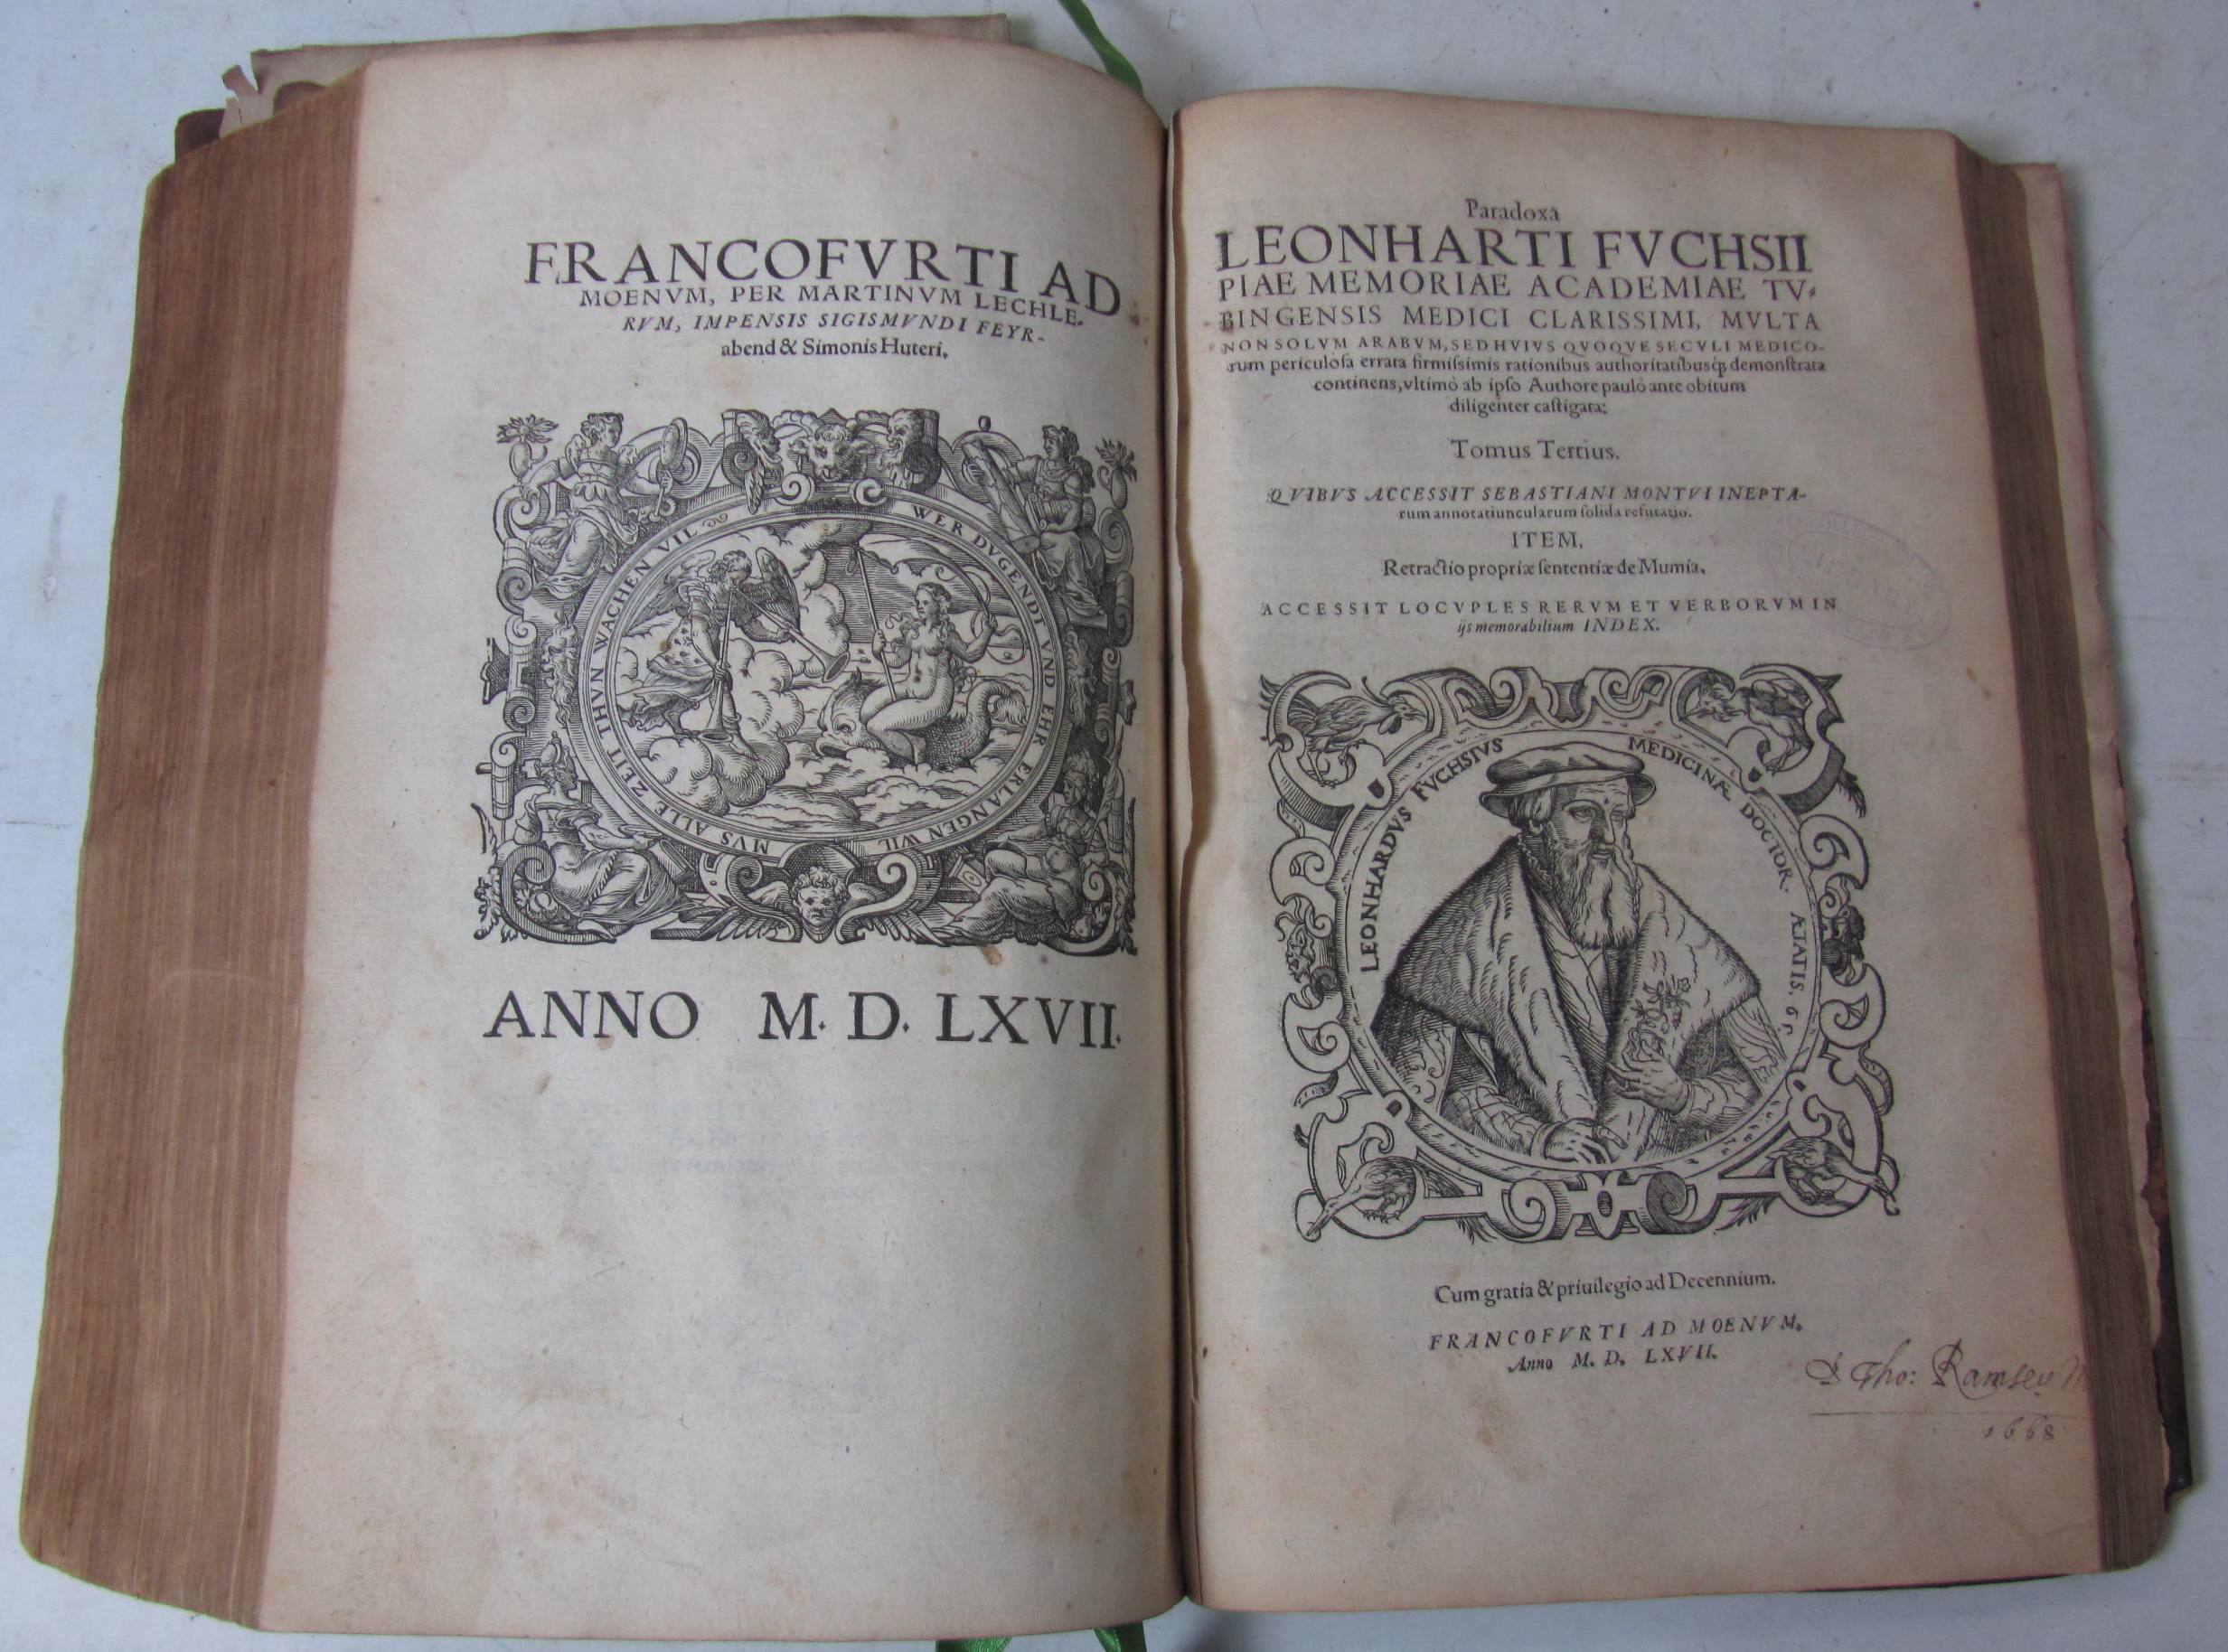 FRANCOFVRTI AD
MOENVM, PER MARTINVM LECHLE-
RVM, IMPENSIS SIGISMVNDI FEYR-
abend & Simonis Huteri.
WER DVGENDT VND EHR ERLANGEN WIL
MVS ALLE ZEIT THVN WACHEN VIL
ANNO M. D. LXVII.
Paradoxa
LEONHARTI FVCHSII
PIAE MEMORIAE ACADEMIAE TV-
BINGENSIS MEDICI CLARISSIMI, MVLTA
NON SOLVM ARABVM, SED HVIVS QVOQVE SECVLI MEDICO-
rum periculosa errata firmissimis rationibus authoritatibusq́; demonstrata
continens, vltimò ab ipso Authore paulò ante obitum
diligenter castigata:
Tomus Tertius.
QVIBVS ACCESSIT SEBASTIANI MONTVI INEPTA-
rum annotatiuncularum solida refutatio.
ITEM,
Retractio propriæ sententiæ de Mumia.
ACCESSIT LOCVPLES RERVM ET VERBORVM IN
ijs memorabilium INDEX.
LEONHARDVS FVCHSIVS MEDICINÆ DOCTOR. ÆTATIS. 65
Cum gratia & priuilegio ad Decennium.
FRANCOFVRTI AD MOENVM.
Anno M. D. LXVII.
Tho: Ramsey
1668